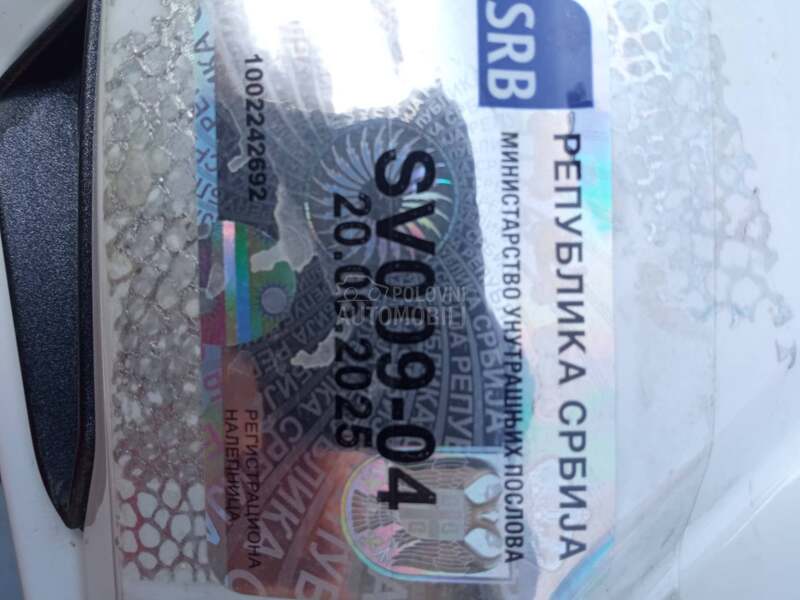 SRB
РЕПУБЛИКА СРБИЈА
МИНИСТАРСТВО УНУТРАШЊИХ ПОСЛОВА
SV009-04
2025
РЕГИСТРАЦИОНА
НАЛЕПНИЦА
1002242692
POLOVNI
AUTOMOBILI